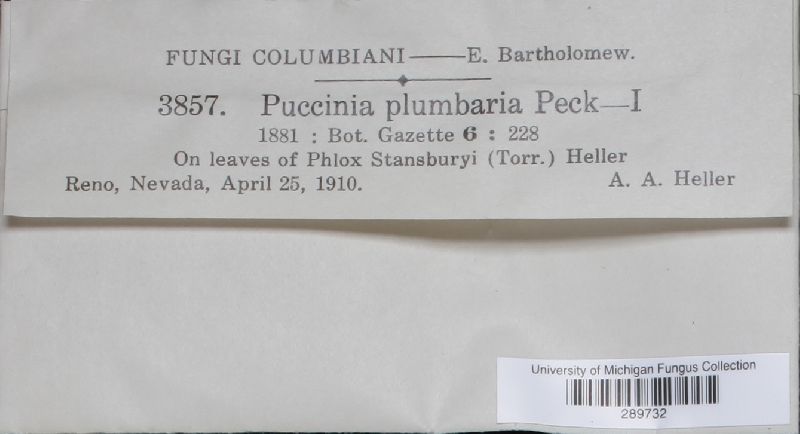 FUNGI COLUMBIANI—E. Bartholomew.
3857. Puccinia plumbaria Peck—I
1881 : Bot. Gazette 6 : 228
On leaves of Phlox Stansburyi (Torr.) Heller
Reno, Nevada, April 25, 1910. A. A. Heller
University of Michigan Fungus Collection
289732